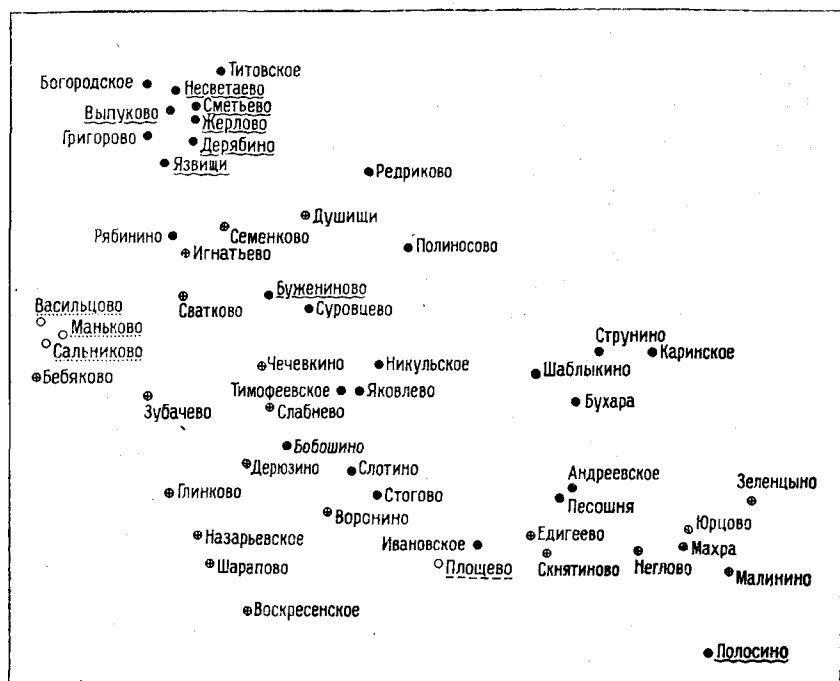 Титовское
Богородское
Несветаево
Сметьево
Выпуково
Жерлово
Григорово
Дерябино
Язвищи
Редриково
Душищи
Семенково
Рябинино
Полиносово
Игнатьево
Бужениново
Васильцово
Сватково
Суровцево
Маньково
Струнино
Сальниково
Каринское
Чечевкино
Никульское
Шаблыкино
Бебяково
Тимофеевское
Яковлево
Зубачево
Слабнево
Бухара
Бобошино
Дерюзино
Слотино
Андреевское
Зеленцыно
Глинково
Стогово
Песошня
Воронино
Юрцово
Назарьевское
Едигеево
Ивановское
Махра
Шарапово
Площево
Скнятиново
Неглово
Малинино
Воскресенское
Полосино